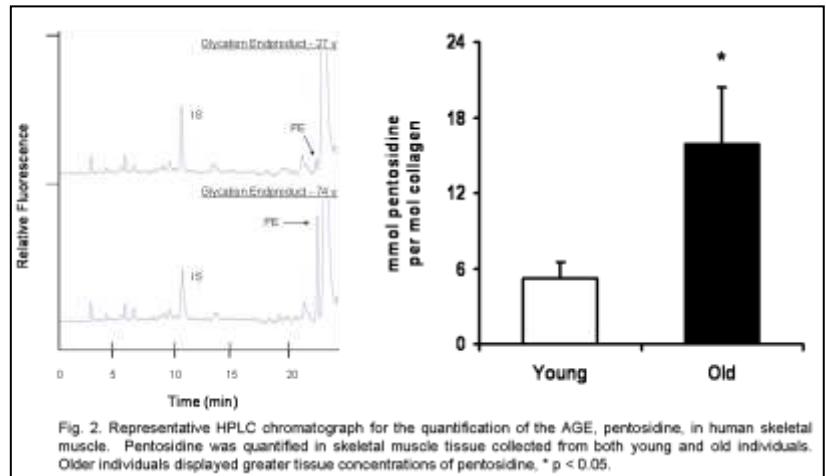 Glycation Endproduct - 27 y
IS
PE
Glycation Endproduct - 74 y
PE
IS
Relative Fluorescence
0 5 10 15 20
Time (min)
mmol pentosidine
per mol collagen
24
18
12
6
0
*
Young Old
Fig. 2. Representative HPLC chromatograph for the quantification of the AGE, pentosidine, in human skeletal
muscle. Pentosidine was quantified in skeletal muscle tissue collected from both young and old individuals.
Older individuals displayed greater tissue concentrations of pentosidine, * p < 0.05.